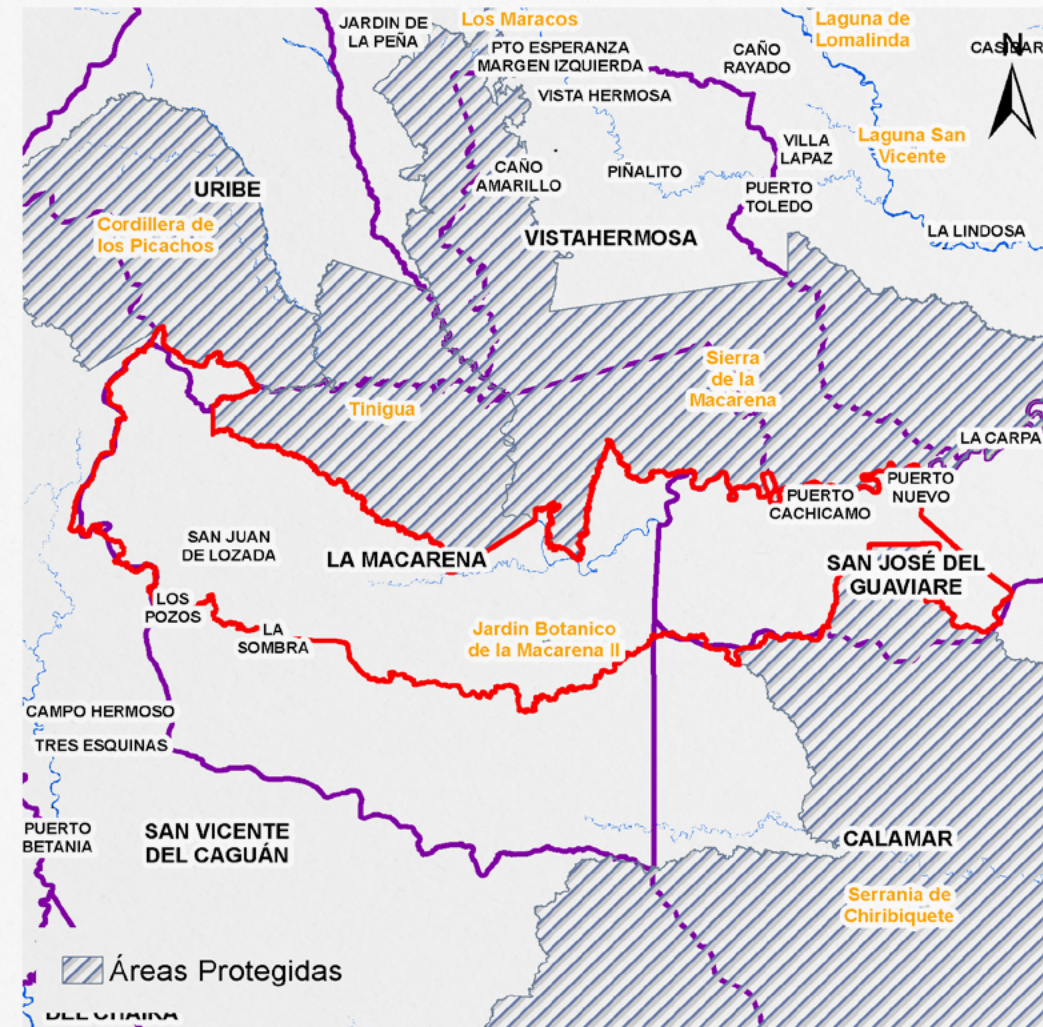 JARDIN DE
LA PEÑA
Los Maracos
PTO ESPERANZA
MARGEN IZQUIERDA
VISTA HERMOSA
CAÑO
RAYADO
Laguna de
Lomalinda
N
URIBE
CAÑO
AMARILLO
PIÑALITO
VILLA
LAPAZ
Laguna San
Vicente
PUERTO
TOLEDO
Cordillera de
los Picachos
VISTAHERMOSA
LA LINDOSA
Tinigua
Sierra
de la
Macarena
LA CARPA
PUERTO
NUEVO
PUERTO
CACHICAMO
SAN JUAN
DE LOZADA
LA MACARENA
SAN JOSÉ DEL
GUAVIARE
LOS
POZOS
LA
SOMBRA
Jardin Botanico
de la Macarena II
CAMPO HERMOSO
TRES ESQUINAS
PUERTO
BETANIA
SAN VICENTE
DEL CAGUÁN
CALAMAR
Serrania de
Chiribiquete
Áreas Protegidas